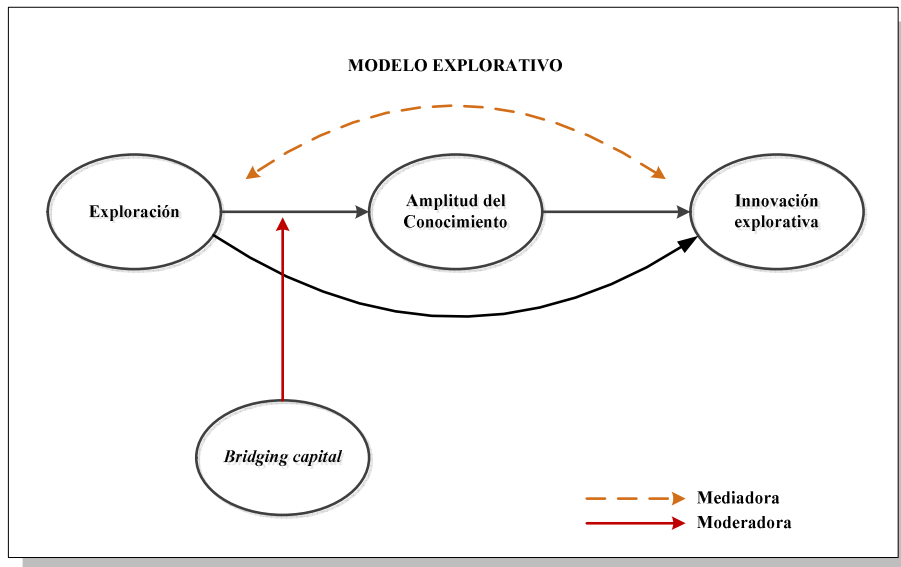 MODELO EXPLORATIVO
Exploración
Amplitud del
Conocimiento
Innovación
explorativa
Bridging capital
Mediadora
Moderadora